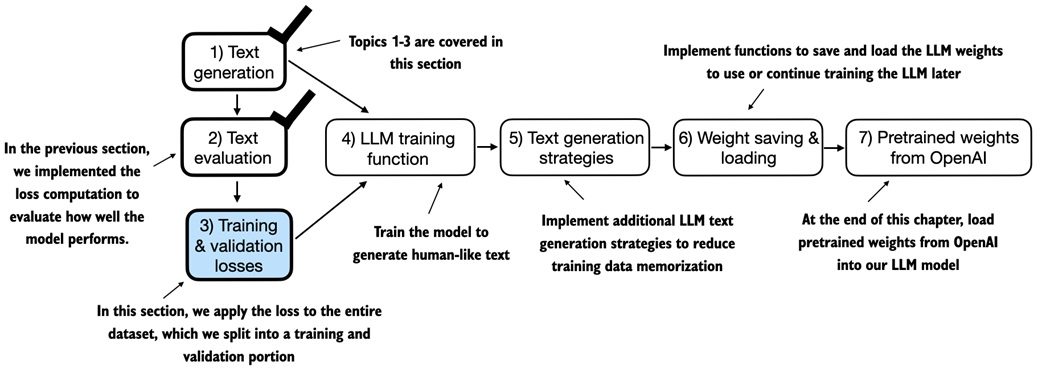 1) Text
generation
Topics 1-3 are covered in
this section
2) Text
evaluation
In the previous section,
we implemented the
loss computation to
evaluate how well the
model performs.
3) Training
& validation
losses
In this section, we apply the loss to the entire
dataset, which we split into a training and
validation portion
4) LLM training
function
Train the model to
generate human-like text
5) Text generation
strategies
Implement additional LLM text
generation strategies to reduce
training data memorization
Implement functions to save and load the LLM weights
to use or continue training the LLM later
6) Weight saving &
loading
7) Pretrained weights
from OpenAI
At the end of this chapter, load
pretrained weights from OpenAI
into our LLM model